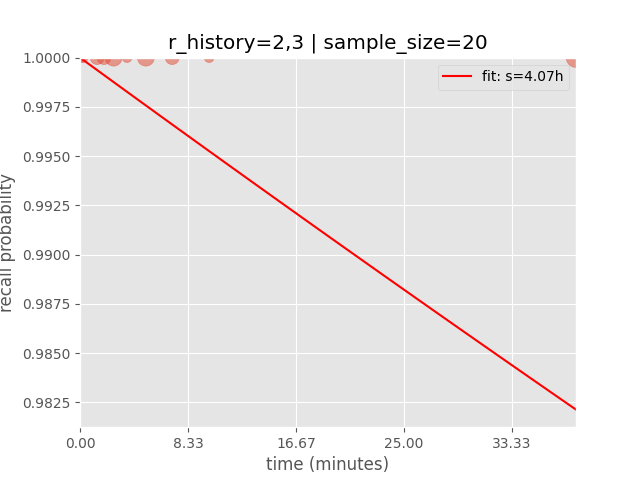 r_history=2,3 | sample_size=20
fit: s=4.07h
1.0000
0.9975
0.9950
0.9925
0.9900
0.9875
0.9850
0.9825
recall probability
0.00 8.33 16.67 25.00 33.33
time (minutes)